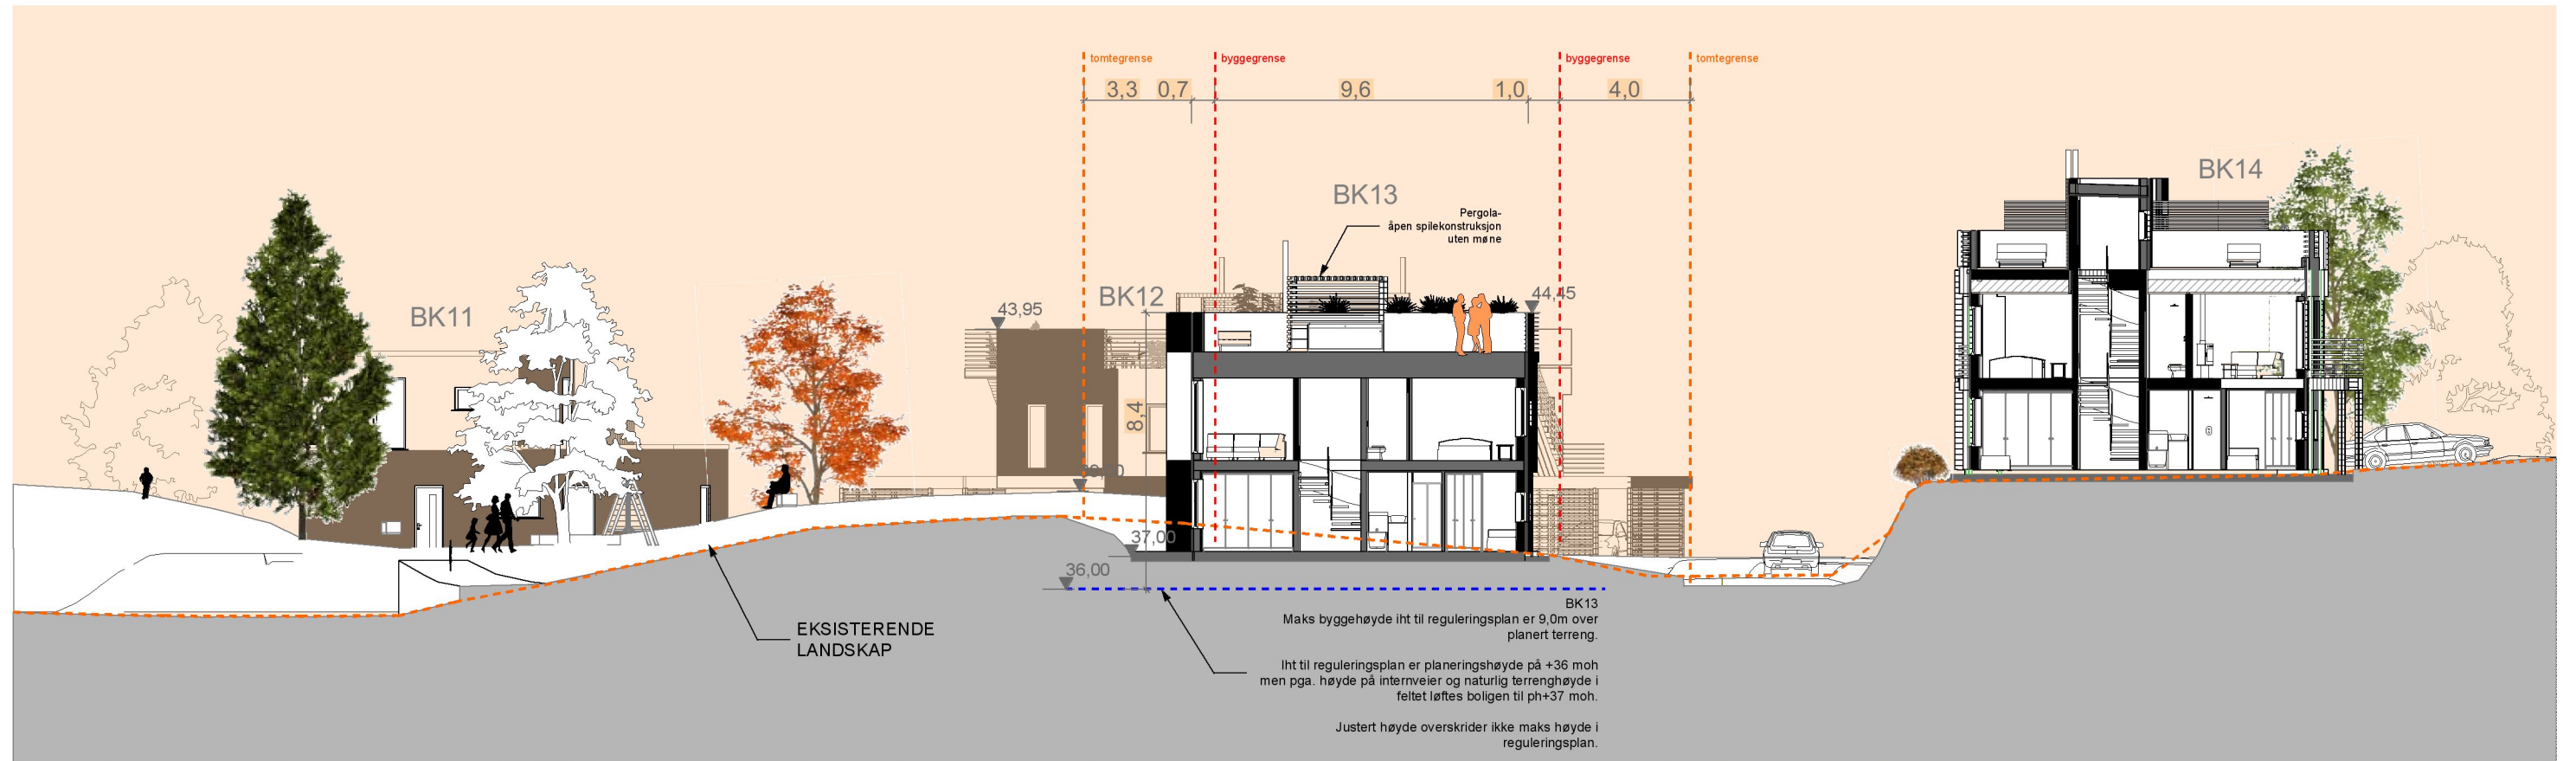 tomtegrense
byggegrense
byggegrense
tomtegrense
3,3 0,7 9,6 1,0 4,0
BK14
BK13
Pergola-
åpen spilekonstruksjon
uten møne
BK12
44,45
43,95
BK11
8,4
37,00
36,00
BK13
Maks byggehøyde iht til reguleringsplan er 9,0m over
planert terreng.
Iht til reguleringsplan er planeringshøyde på +36 moh
men pga. høyde på internveier og naturlig terrenghøyde i
feltet løftes boligen til ph+37 moh.
Justert høyde overskrider ikke maks høyde i
reguleringsplan.
EKSISTERENDE
LANDSKAP